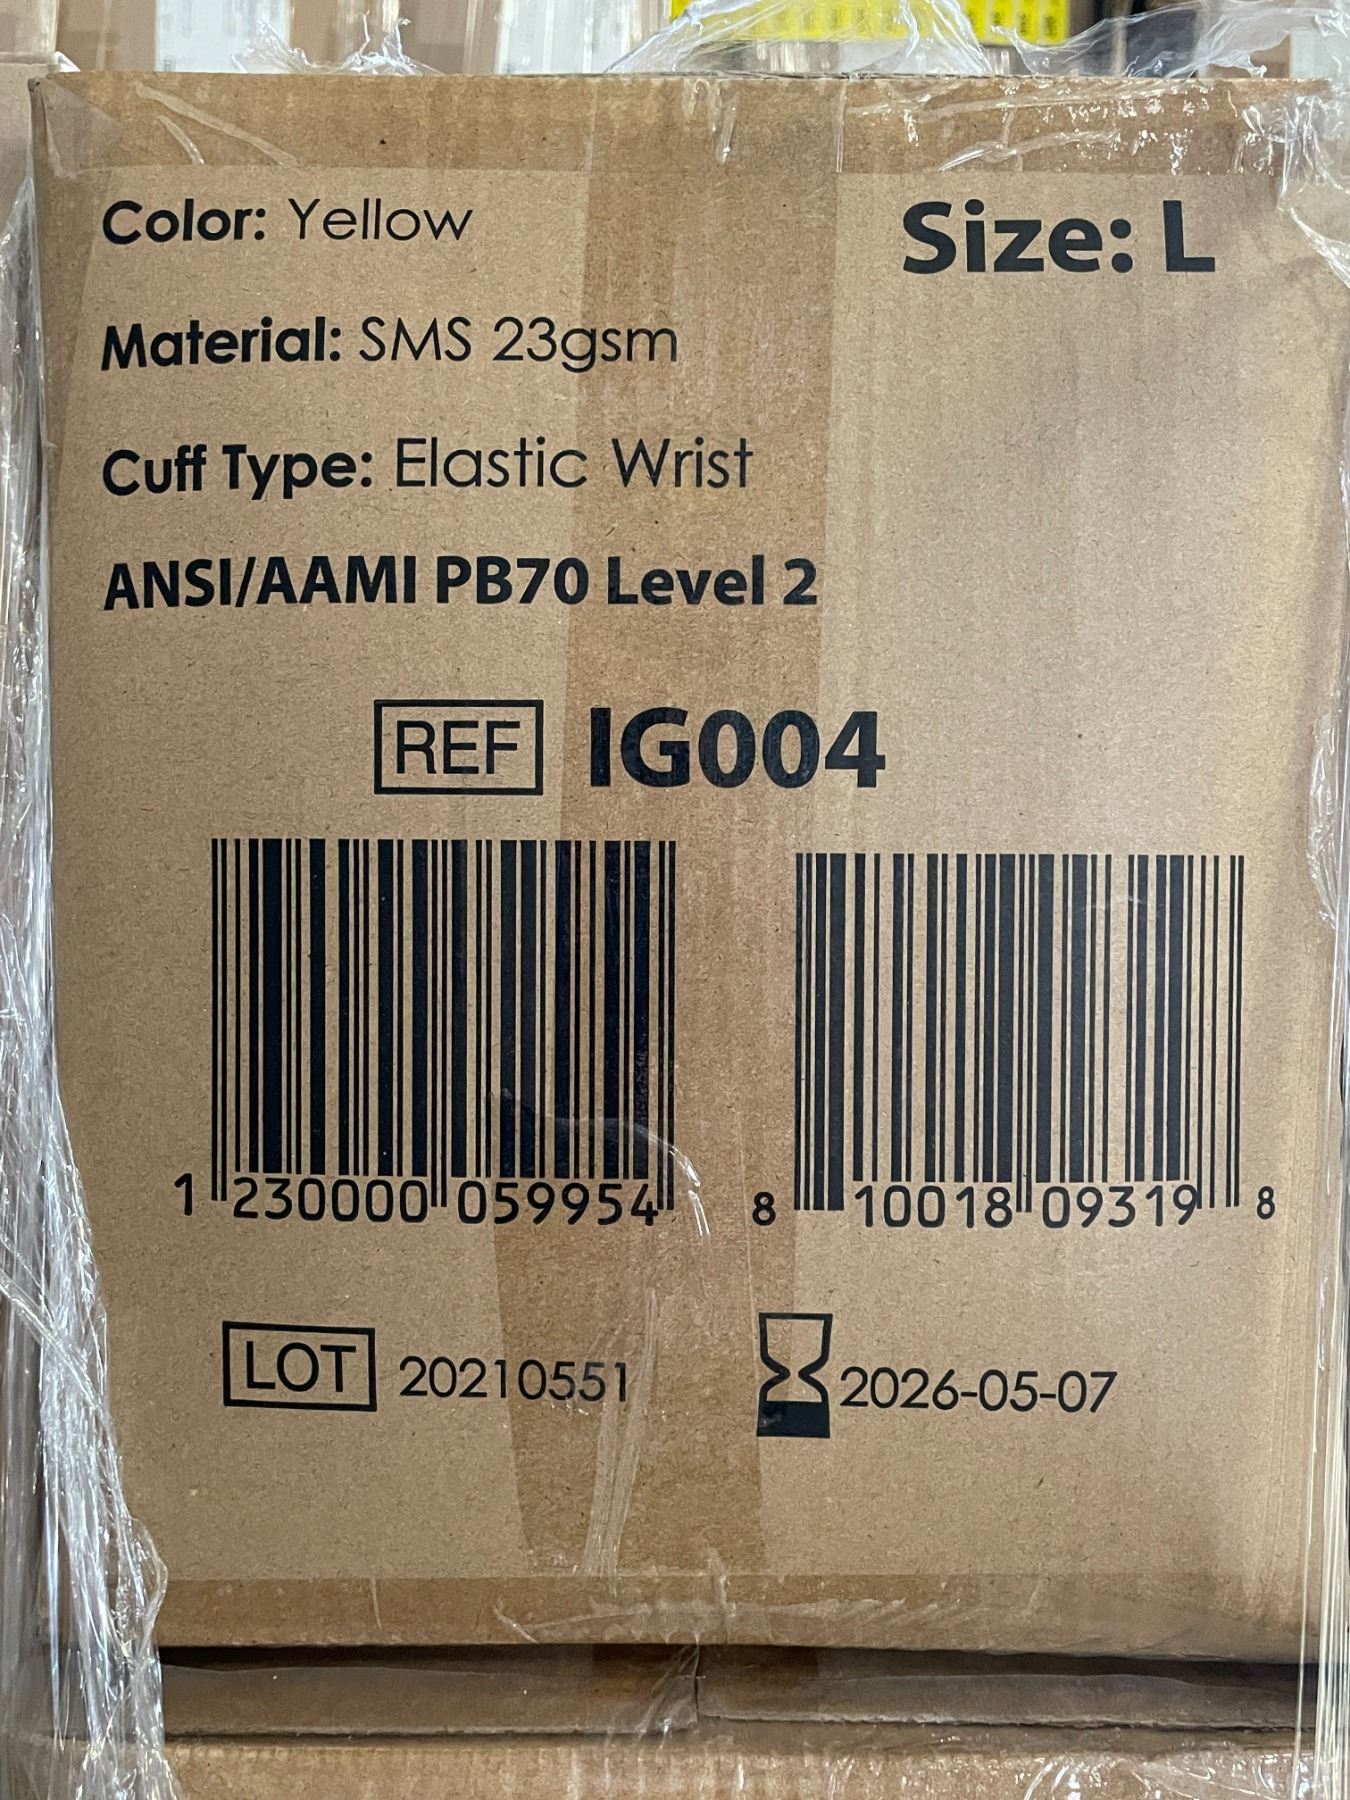 Color: Yellow
Size: L
Material: SMS 23gsm
Cuff Type: Elastic Wrist
ANSI/AAMI PB70 Level 2
REF IG004
1 230000 059954
8 10018 09319 8
LOT 20210551
2026-05-07